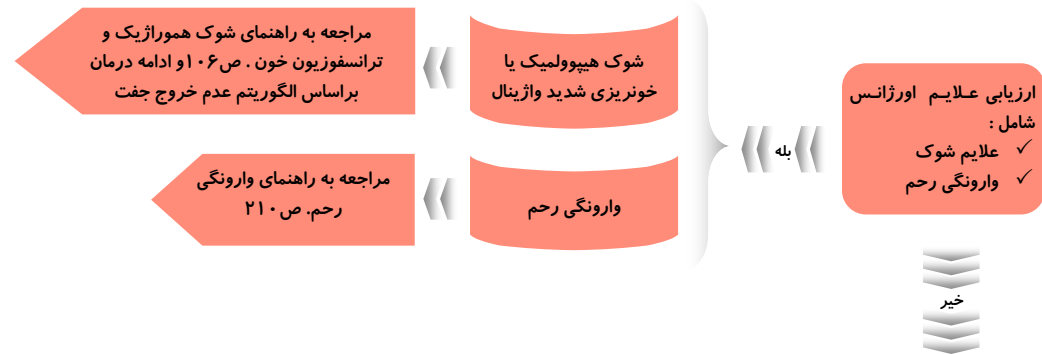 ارزیابی علایم اورژانس
شامل :
✓ علایم شوک
✓ وارونگی رحم
بله
شوک هیپوولمیک یا
خونریزی شدید واژینال
مراجعه به راهنمای شوک هموراژیک و
ترانسفوزیون خون . ص۱۰۶و ادامه درمان
براساس الگوریتم عدم خروج جفت
وارونگی رحم
مراجعه به راهنمای وارونگی
رحم. ص۲۱۰
خیر